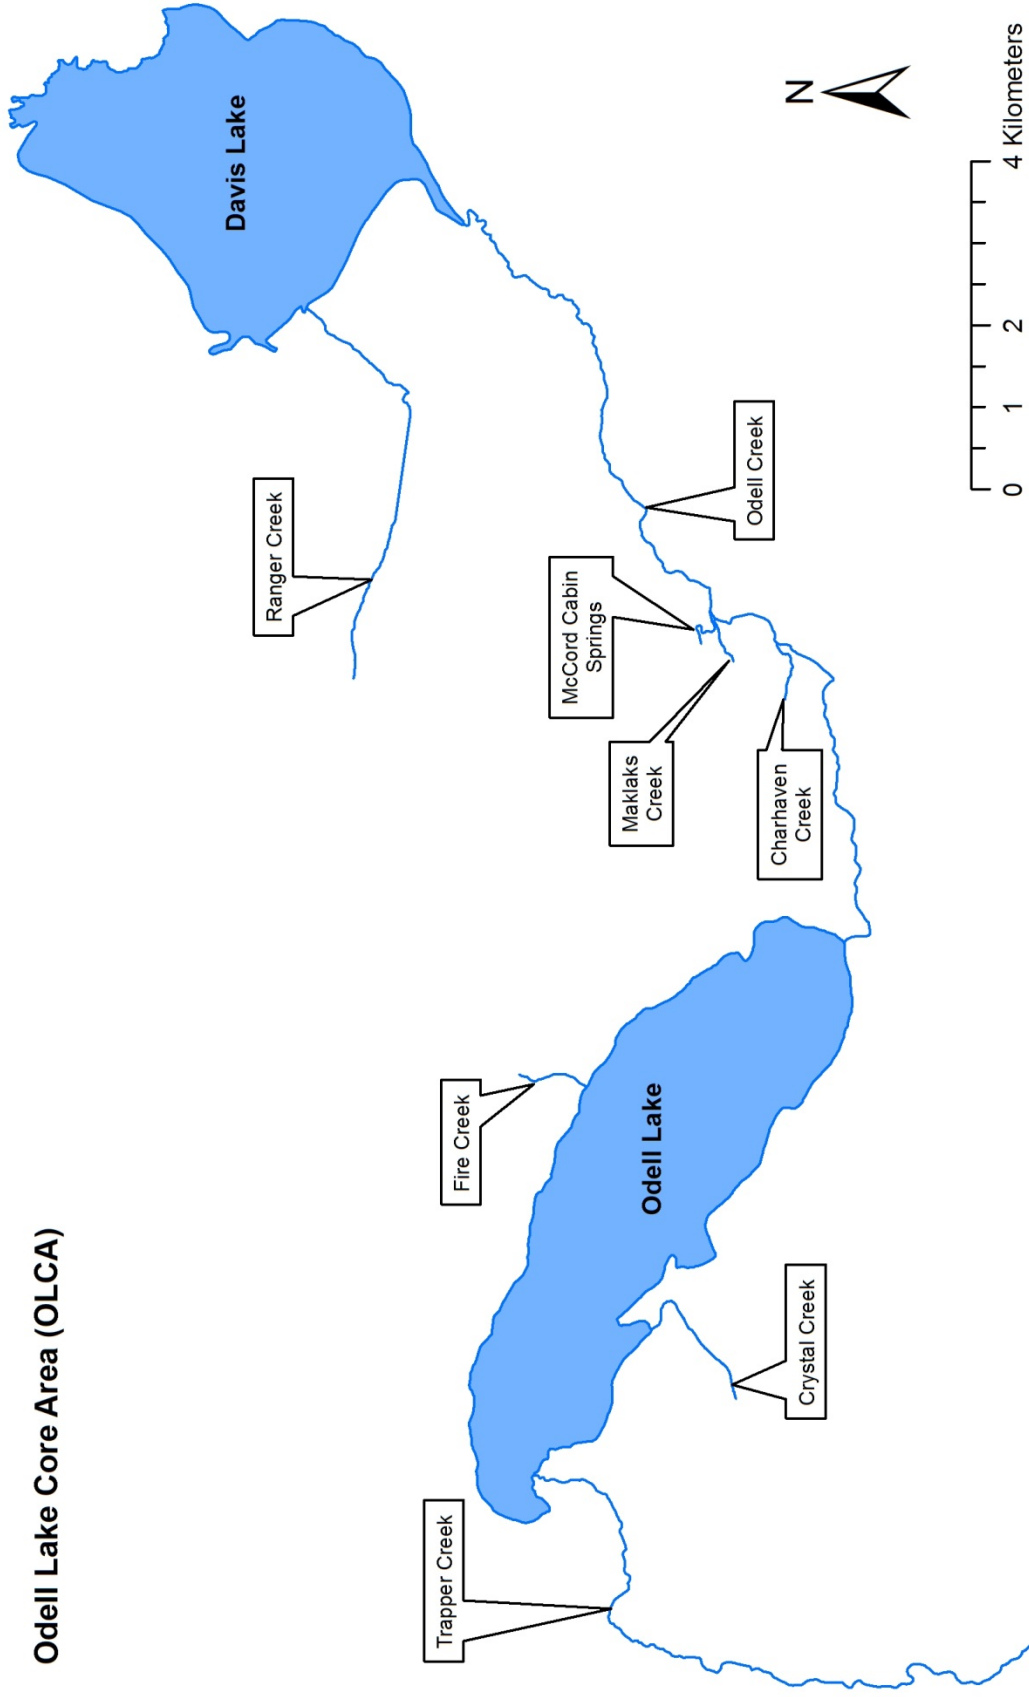 Odell Lake Core Area (OLCA)
Trapper Creek
Fire Creek
Ranger Creek
Davis Lake
Odell Lake
Crystal Creek
McCord Cabin
Springs
Maklaks
Creek
Charhaven
Creek
Odell Creek
N
0
1
2
4 Kilometers